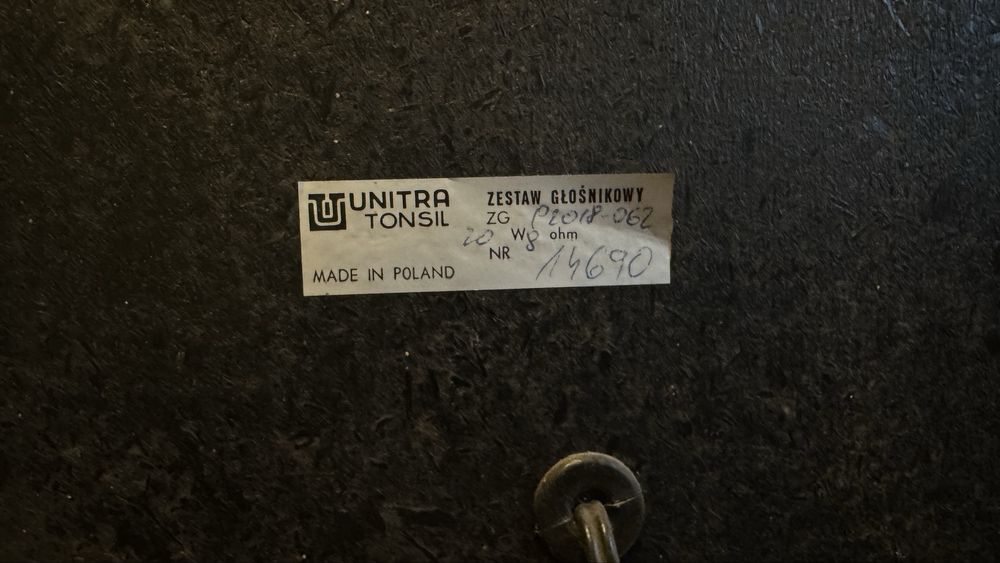 UNITRA
TONSIL
MADE IN POLAND
ZESTAW GŁOŚNIKOWY
ZG P2018-062
20 W 8 ohm
NR 14690